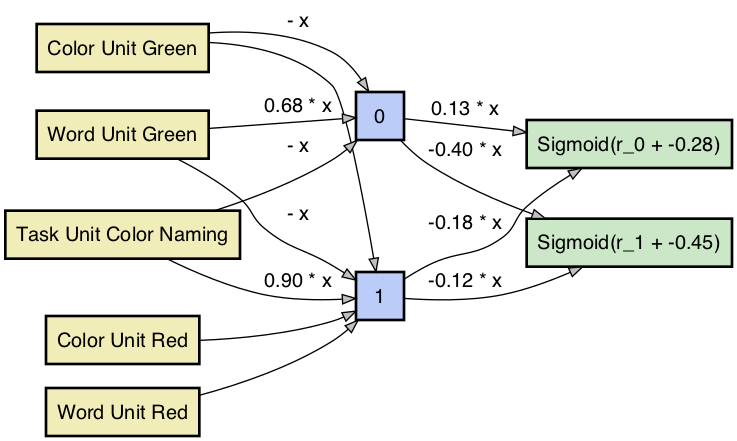 - x
Color Unit Green
0.68 * x
0.13 * x
0
Word Unit Green
Sigmoid(r_0 + -0.28)
- x
-0.40 * x
- x
-0.18 * x
Task Unit Color Naming
Sigmoid(r_1 + -0.45)
0.90 * x
-0.12 * x
1
Color Unit Red
Word Unit Red